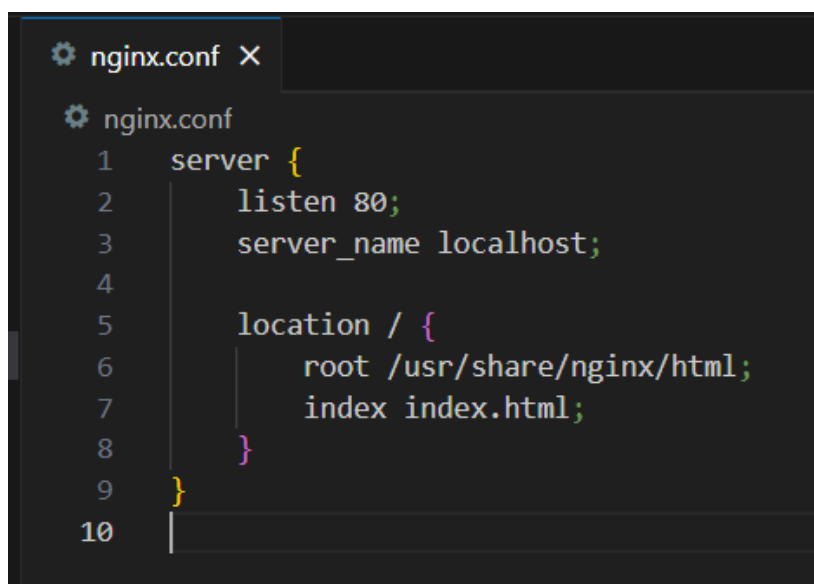 nginx.conf ×
nginx.conf
1 server {
2     listen 80;
3     server_name localhost;
4
5     location / {
6         root /usr/share/nginx/html;
7         index index.html;
8     }
9 }
10